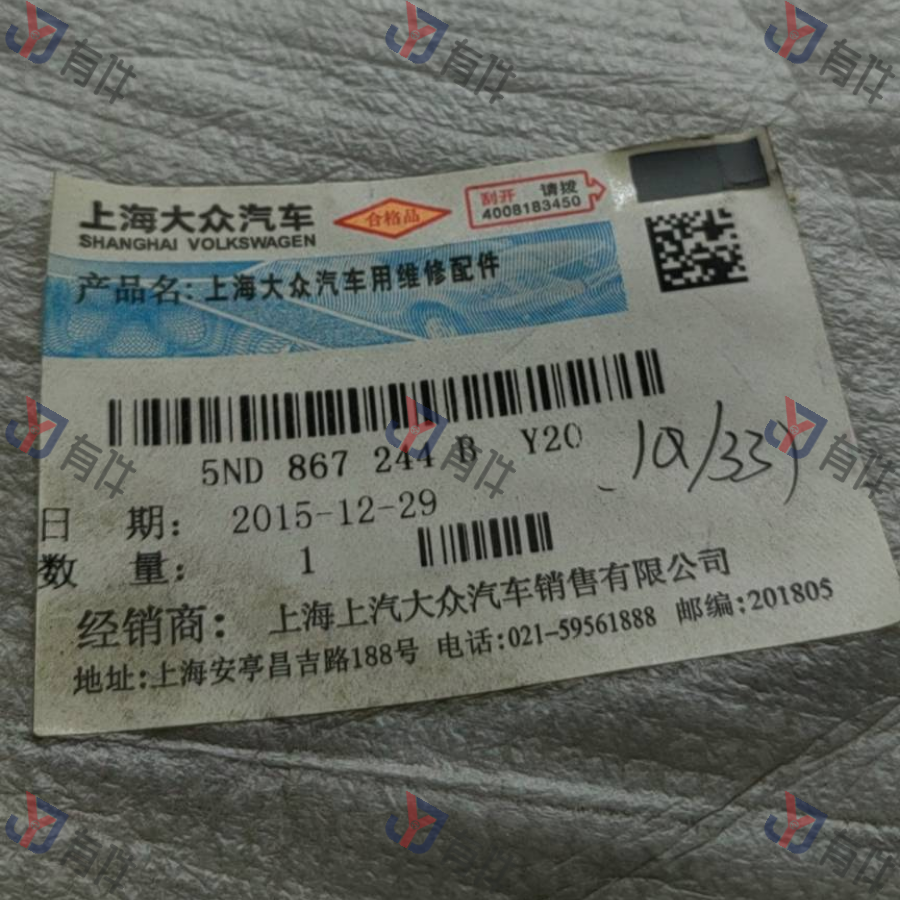 上海大众汽车
SHANGHAI VOLKSWAGEN
合格品
刮开 请拨
4008183450
产品名:上海大众汽车用维修配件
5ND 867 244 B Y20
日 期: 2015-12-29
数 量: 1
经销商: 上海上汽大众汽车销售有限公司
地址:上海安亭昌吉路188号 电话:021-59561888 邮编:201805
有件